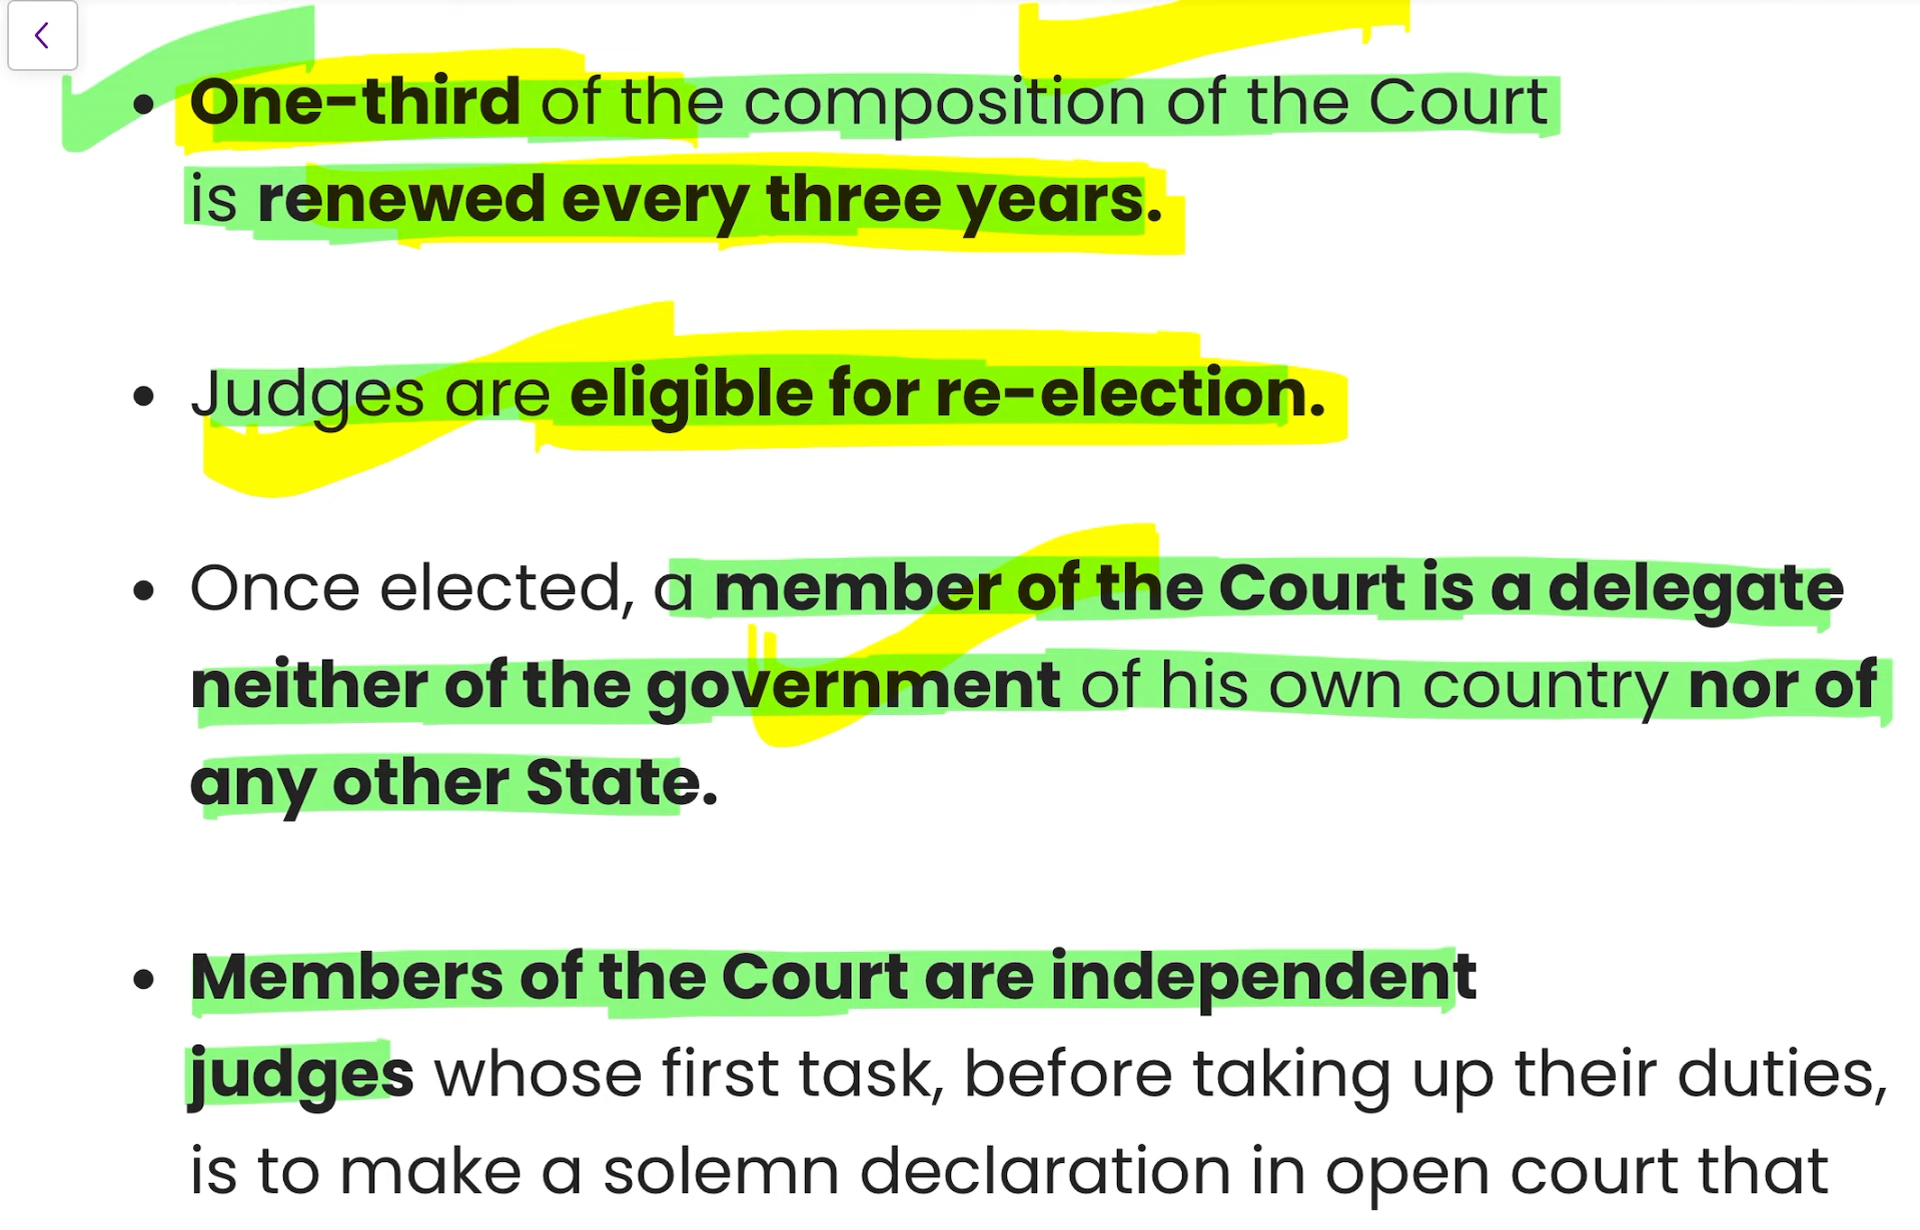 • One-third of the composition of the Court
is renewed every three years.
• Judges are eligible for re-election.
• Once elected, a member of the Court is a delegate
neither of the government of his own country nor of
any other State.
• Members of the Court are independent
judges whose first task, before taking up their duties,
is to make a solemn declaration in open court that